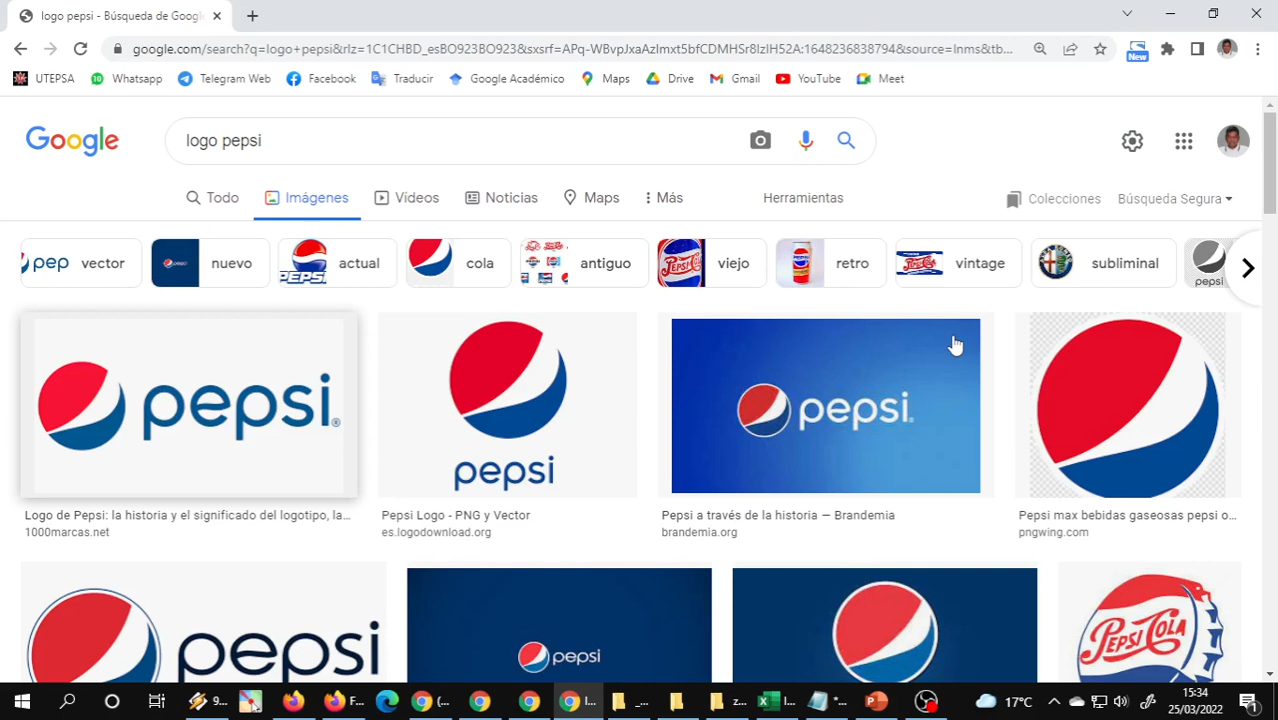 logo pepsi - Búsqueda de Googl
google.com/search?q=logo+pepsi&rlz=1C1CHBD_esBO923BO923&sxsrf=APq-WBvpJxaAzlmxt5bfCDMHSr8IzIH52A:1648236838794&source=lnms&tb...
New
UTEPSA Whatsapp Telegram Web Facebook Traducir Google Académico Maps Drive Gmail YouTube Meet
Google
logo pepsi
Todo Imágenes Videos Noticias Maps Más Herramientas Colecciones Búsqueda Segura
pep vector nuevo PEPSI actual cola antiguo viejo retro vintage subliminal pepsi
pepsi®
pepsi
pepsi.
Logo de Pepsi: la historia y el significado del logotipo, la...
1000marcas.net
Pepsi Logo - PNG y Vector
es.logodownload.org
Pepsi a través de la historia — Brandemia
brandemia.org
Pepsi max bebidas gaseosas pepsi o...
pngwing.com
pepsi
pepsi
PEPSI COLA
9... F... (... l... _... z... l... *...
17°C
15:34
25/03/2022
1